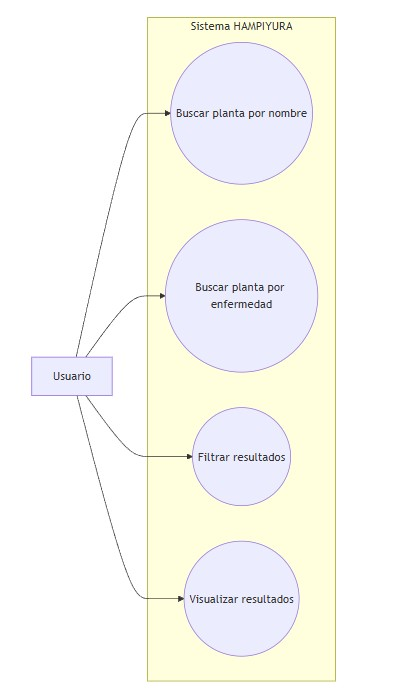 Sistema HAMPIYURA
Buscar planta por nombre
Buscar planta por
enfermedad
Usuario
Filtrar resultados
Visualizar resultados